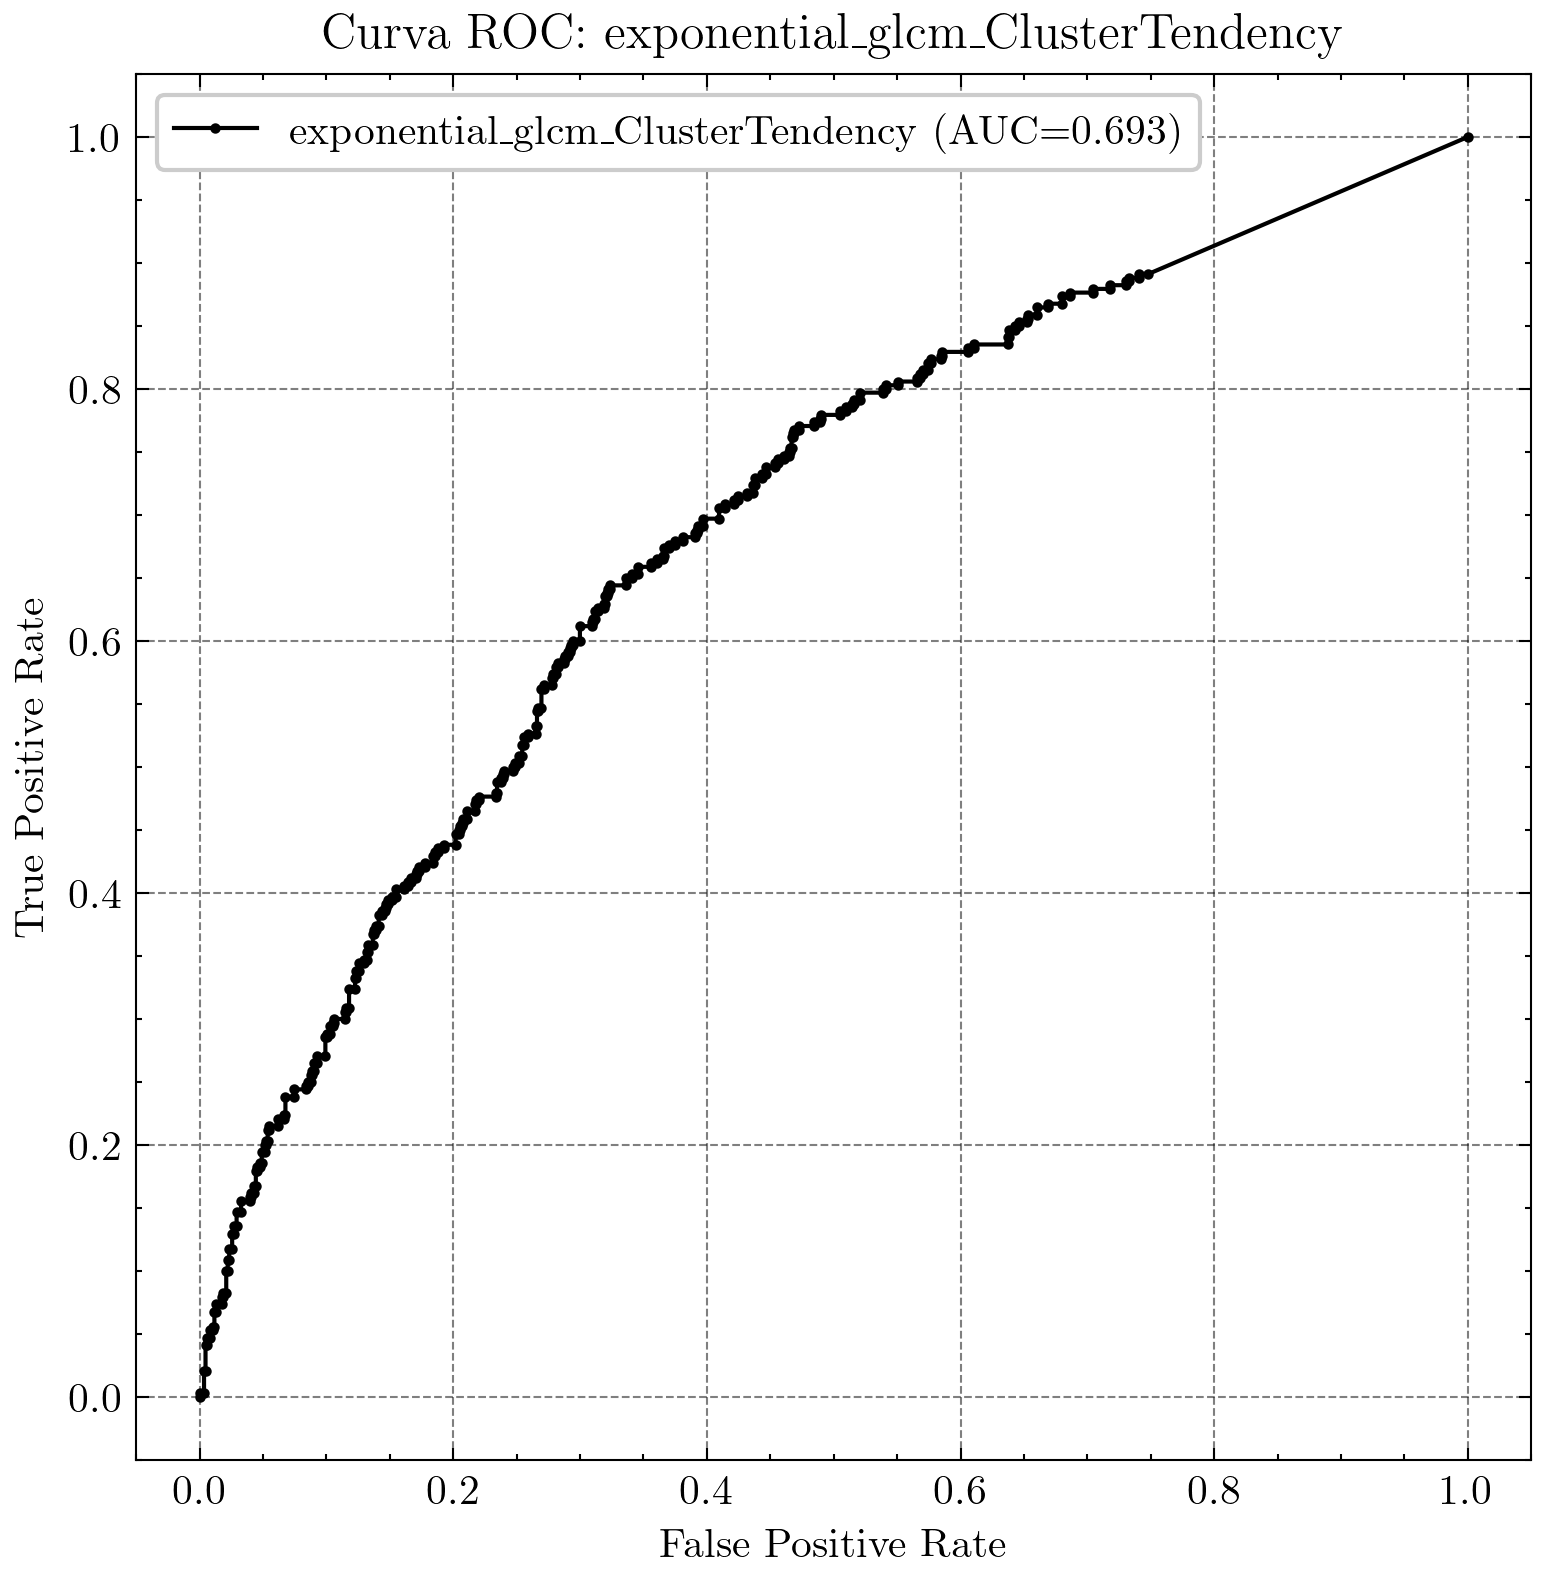 Curva ROC: exponential_glcm_ClusterTendency
exponential_glcm_ClusterTendency (AUC=0.693)
1.0
0.8
0.6
0.4
0.2
0.0
True Positive Rate
0.0 0.2 0.4 0.6 0.8 1.0
False Positive Rate